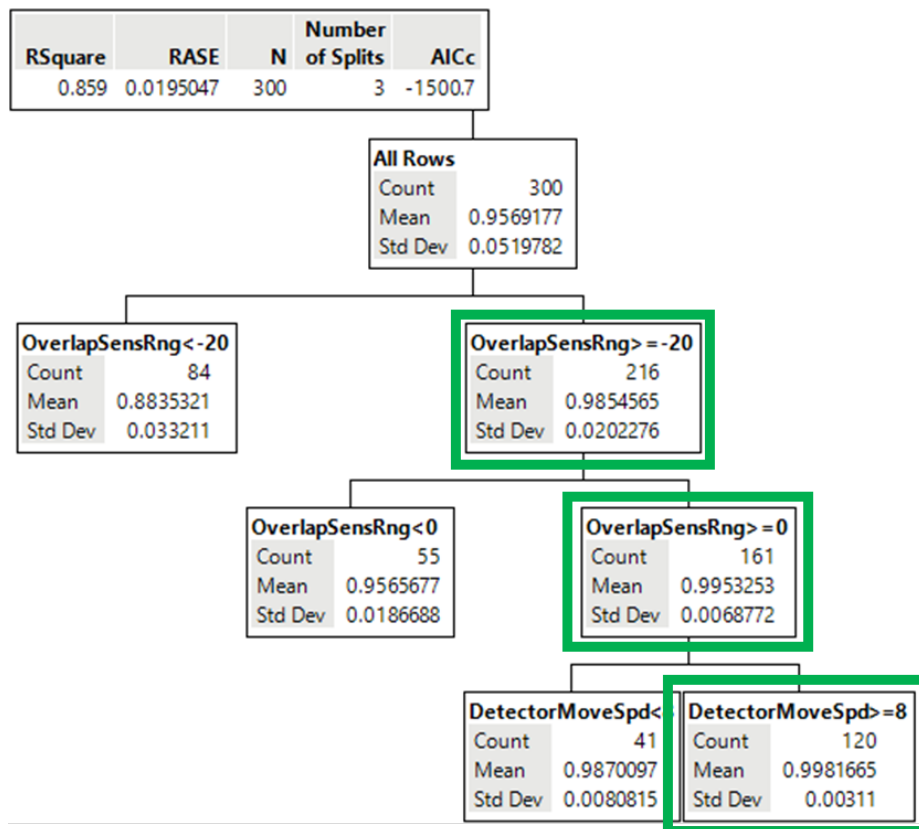 Number
RSquare RASE N of Splits AICc
0.859 0.0195047 300 3 -1500.7
All Rows
Count 300
Mean 0.9569177
Std Dev 0.0519782
OverlapSensRng<-20
Count 84
Mean 0.8835321
Std Dev 0.033211
OverlapSensRng>=-20
Count 216
Mean 0.9854565
Std Dev 0.0202276
OverlapSensRng<0
Count 55
Mean 0.9565677
Std Dev 0.0186688
OverlapSensRng>=0
Count 161
Mean 0.9953253
Std Dev 0.0068772
DetectorMoveSpd<
Count 41
Mean 0.9870097
Std Dev 0.0080815
DetectorMoveSpd>=8
Count 120
Mean 0.9981665
Std Dev 0.00311